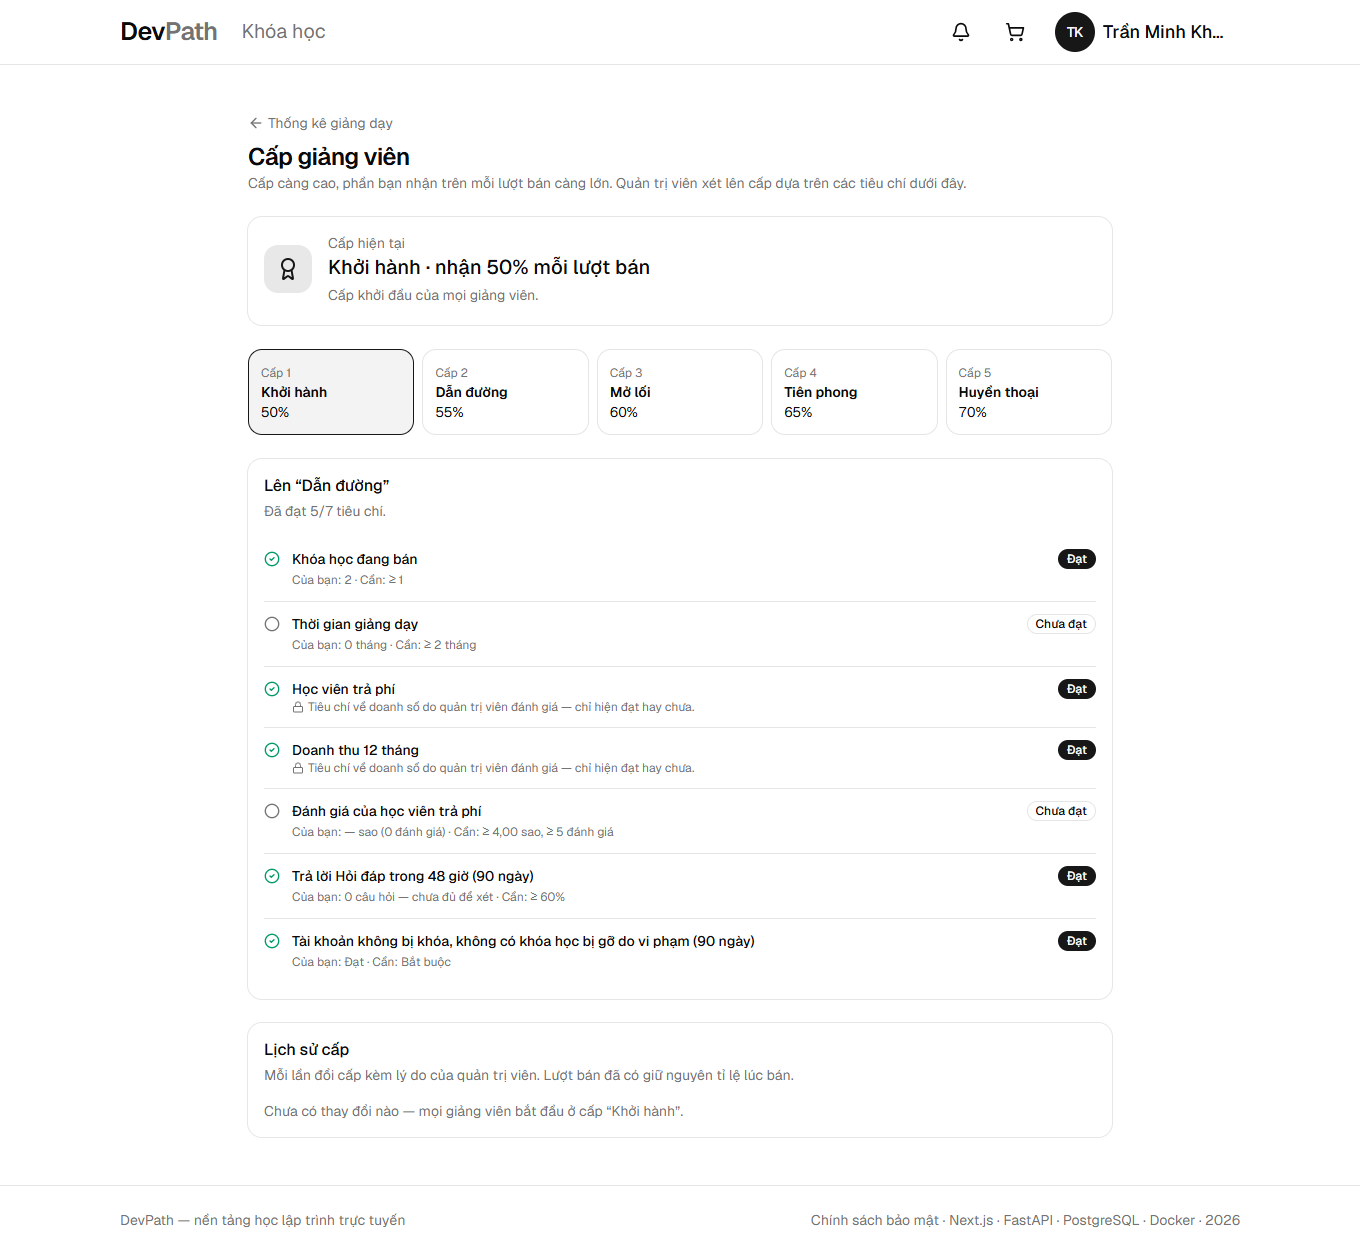 DevPath Khóa học
TK Trần Minh Kh...
← Thống kê giảng dạy
Cấp giảng viên
Cấp càng cao, phần bạn nhận trên mỗi lượt bán càng lớn. Quản trị viên xét lên cấp dựa trên các tiêu chí dưới đây.
Cấp hiện tại
Khởi hành · nhận 50% mỗi lượt bán
Cấp khởi đầu của mọi giảng viên.
Cấp 1
Khởi hành
50%
Cấp 2
Dẫn đường
55%
Cấp 3
Mở lối
60%
Cấp 4
Tiên phong
65%
Cấp 5
Huyền thoại
70%
Lên “Dẫn đường”
Đã đạt 5/7 tiêu chí.
Khóa học đang bán
Đạt
Của bạn: 2 · Cần: ≥ 1
Thời gian giảng dạy
Chưa đạt
Của bạn: 0 tháng · Cần: ≥ 2 tháng
Học viên trả phí
Đạt
Tiêu chí về doanh số do quản trị viên đánh giá — chỉ hiện đạt hay chưa.
Doanh thu 12 tháng
Đạt
Tiêu chí về doanh số do quản trị viên đánh giá — chỉ hiện đạt hay chưa.
Đánh giá của học viên trả phí
Chưa đạt
Của bạn: — sao (0 đánh giá) · Cần: ≥ 4,00 sao, ≥ 5 đánh giá
Trả lời Hỏi đáp trong 48 giờ (90 ngày)
Đạt
Của bạn: 0 câu hỏi — chưa đủ để xét · Cần: ≥ 60%
Tài khoản không bị khóa, không có khóa học bị gỡ do vi phạm (90 ngày)
Đạt
Của bạn: Đạt · Cần: Bắt buộc
Lịch sử cấp
Mỗi lần đổi cấp kèm lý do của quản trị viên. Lượt bán đã có giữ nguyên tỉ lệ lúc bán.
Chưa có thay đổi nào — mọi giảng viên bắt đầu ở cấp “Khởi hành”.
DevPath — nền tảng học lập trình trực tuyến
Chính sách bảo mật · Next.js · FastAPI · PostgreSQL · Docker · 2026